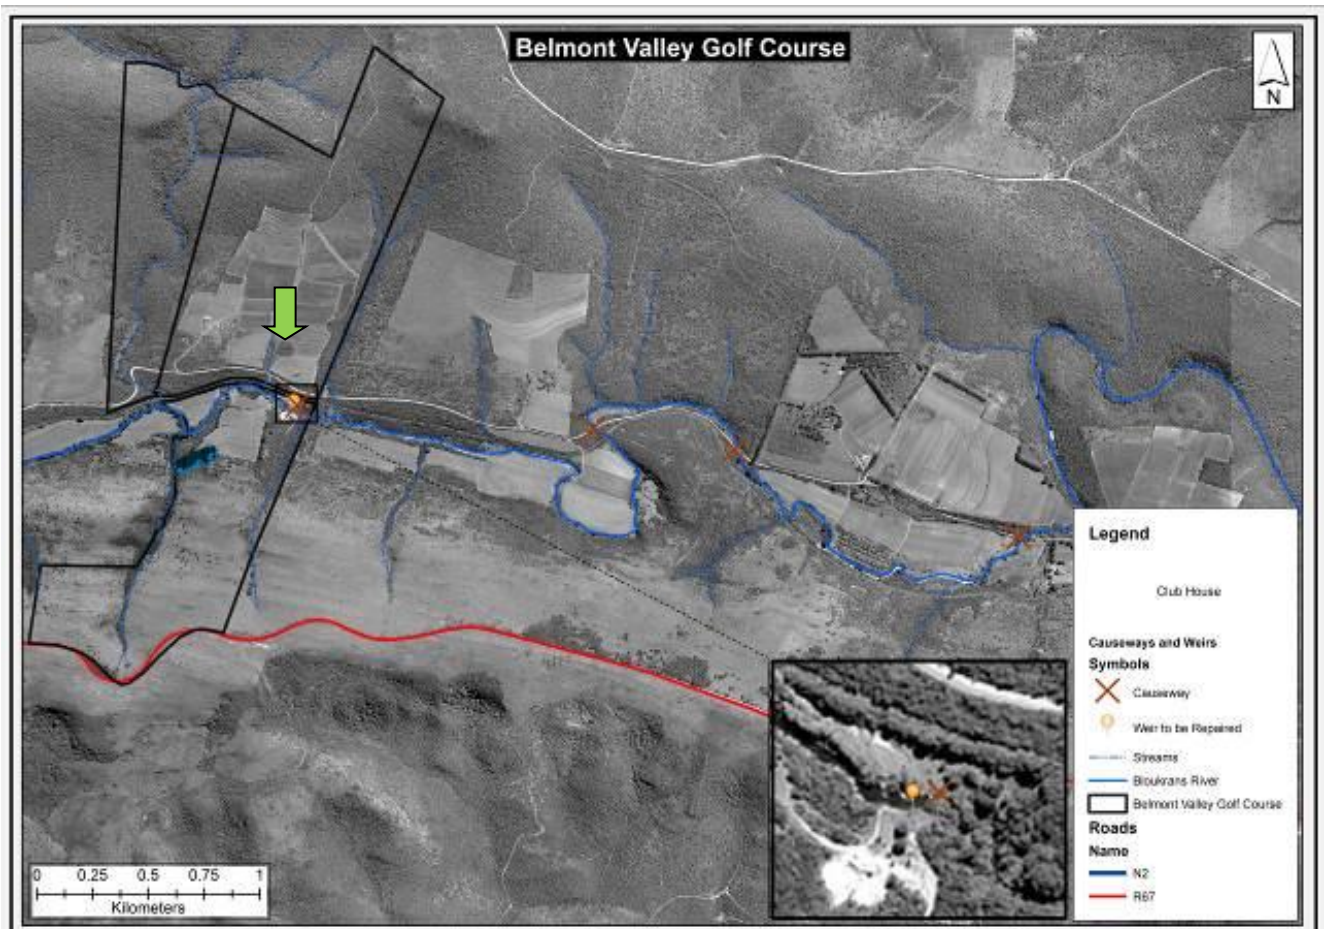 Belmont Valley Golf Course
N
Legend
Club House
Causeways and Weirs
Symbols
Causeway
Weir to be Repaired
Streams
Bloukrans River
Belmont Valley Golf Course
Roads
Name
N2
R67
0 0.25 0.5 0.75 1
Kilometers